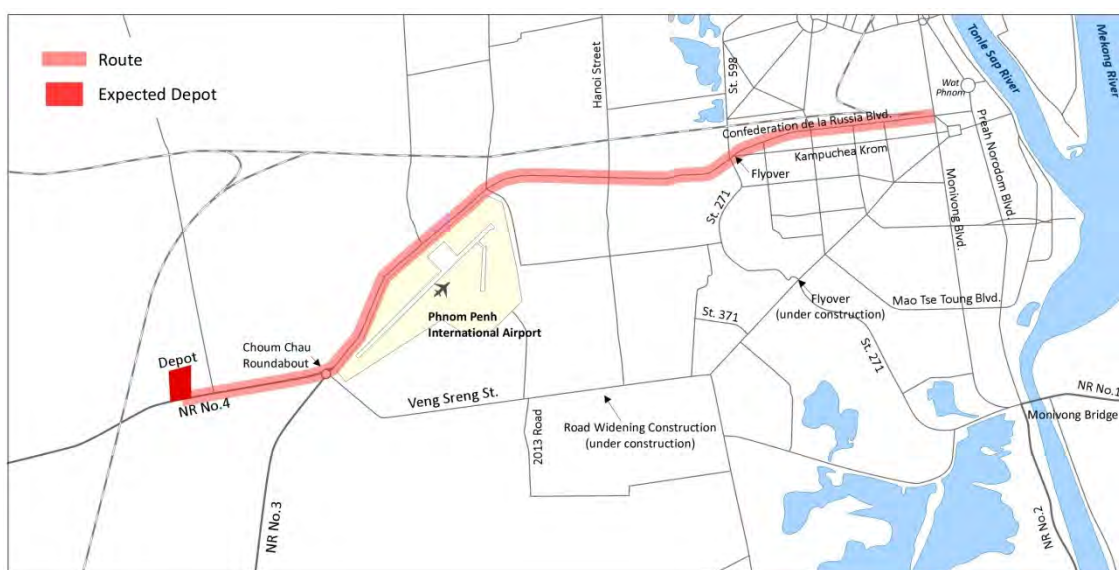 Route
Expected Depot
Hanoi Street
St. 598
Tonle Sap River
Mekong River
Wat
Phnom
Confederation de la Russia Blvd.
Kampuchea Krom
Preah Norodom Blvd.
Flyover
St. 271
Monivong Blvd.
Phnom Penh
International Airport
Flyover
(under construction)
Mao Tse Toung Blvd.
St. 371
St. 271
Choum Chau
Roundabout
Depot
NR No.4
Veng Sreng St.
NR No.1
Monivong Bridge
2013 Road
Road Widening Construction
(under construction)
NR No.3
NR No.2